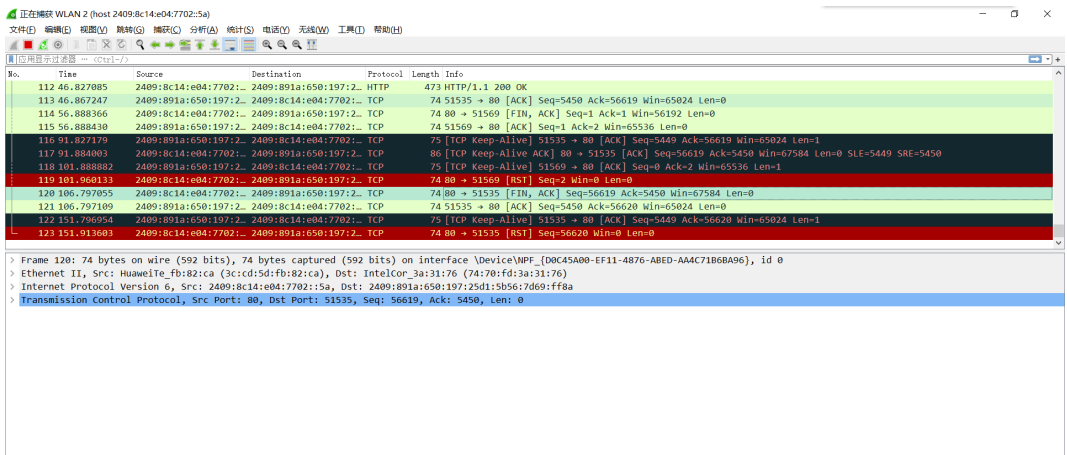 正在捕获 WLAN 2 (host 2409:8c14:e04:7702::5a)
文件(F) 编辑(E) 视图(V) 跳转(G) 捕获(C) 分析(A) 统计(S) 电话(Y) 无线(W) 工具(T) 帮助(H)
应用显示过滤器 … <Ctrl-/>
No. Time Source Destination Protocol Length Info
112 46.827085 2409:8c14:e04:7702:… 2409:891a:650:197:2… HTTP 473 HTTP/1.1 200 OK
113 46.867247 2409:891a:650:197:2… 2409:8c14:e04:7702:… TCP 74 51535 → 80 [ACK] Seq=5450 Ack=56619 Win=65024 Len=0
114 56.888366 2409:8c14:e04:7702:… 2409:891a:650:197:2… TCP 74 80 → 51569 [FIN, ACK] Seq=1 Ack=1 Win=56192 Len=0
115 56.888430 2409:891a:650:197:2… 2409:8c14:e04:7702:… TCP 74 51569 → 80 [ACK] Seq=1 Ack=2 Win=65536 Len=0
116 91.827179 2409:891a:650:197:2… 2409:8c14:e04:7702:… TCP 75 [TCP Keep-Alive] 51535 → 80 [ACK] Seq=5449 Ack=56619 Win=65024 Len=1
117 91.884003 2409:8c14:e04:7702:… 2409:891a:650:197:2… TCP 86 [TCP Keep-Alive ACK] 80 → 51535 [ACK] Seq=56619 Ack=5450 Win=67584 Len=0 SLE=5449 SRE=5450
118 101.888882 2409:891a:650:197:2… 2409:8c14:e04:7702:… TCP 75 [TCP Keep-Alive] 51569 → 80 [ACK] Seq=0 Ack=2 Win=65536 Len=1
119 101.960133 2409:8c14:e04:7702:… 2409:891a:650:197:2… TCP 74 80 → 51569 [RST] Seq=2 Win=0 Len=0
120 106.797055 2409:8c14:e04:7702:… 2409:891a:650:197:2… TCP 74 80 → 51535 [FIN, ACK] Seq=56619 Ack=5450 Win=67584 Len=0
121 106.797109 2409:891a:650:197:2… 2409:8c14:e04:7702:… TCP 74 51535 → 80 [ACK] Seq=5450 Ack=56620 Win=65024 Len=0
122 151.796954 2409:891a:650:197:2… 2409:8c14:e04:7702:… TCP 75 [TCP Keep-Alive] 51535 → 80 [ACK] Seq=5449 Ack=56620 Win=65024 Len=1
123 151.913603 2409:8c14:e04:7702:… 2409:891a:650:197:2… TCP 74 80 → 51535 [RST] Seq=56620 Win=0 Len=0
Frame 120: 74 bytes on wire (592 bits), 74 bytes captured (592 bits) on interface \Device\NPF_{D0C45A00-EF11-4876-ABED-AA4C71B6BA96}, id 0
Ethernet II, Src: HuaweiTe_fb:82:ca (3c:cd:5d:fb:82:ca), Dst: IntelCor_3a:31:76 (74:70:fd:3a:31:76)
Internet Protocol Version 6, Src: 2409:8c14:e04:7702::5a, Dst: 2409:891a:650:197:25d1:5b56:7d69:ff8a
Transmission Control Protocol, Src Port: 80, Dst Port: 51535, Seq: 56619, Ack: 5450, Len: 0